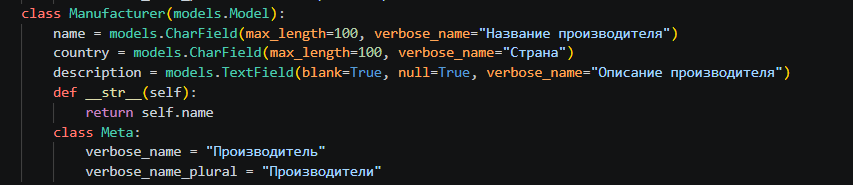 class Manufacturer(models.Model):
    name = models.CharField(max_length=100, verbose_name="Название производителя")
    country = models.CharField(max_length=100, verbose_name="Страна")
    description = models.TextField(blank=True, null=True, verbose_name="Описание производителя")
    def __str__(self):
        return self.name
    class Meta:
        verbose_name = "Производитель"
        verbose_name_plural = "Производители"